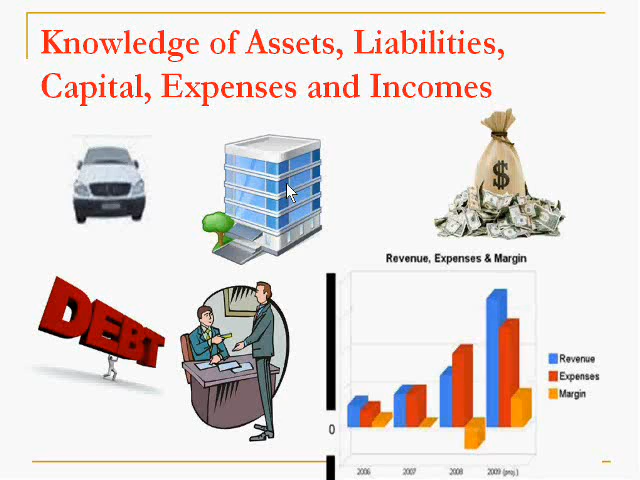 Knowledge of Assets, Liabilities,
Capital, Expenses and Incomes
$
DEBT
Revenue, Expenses & Margin
Revenue
Expenses
Margin
0
2006
2007
2008
2009 (proj.)